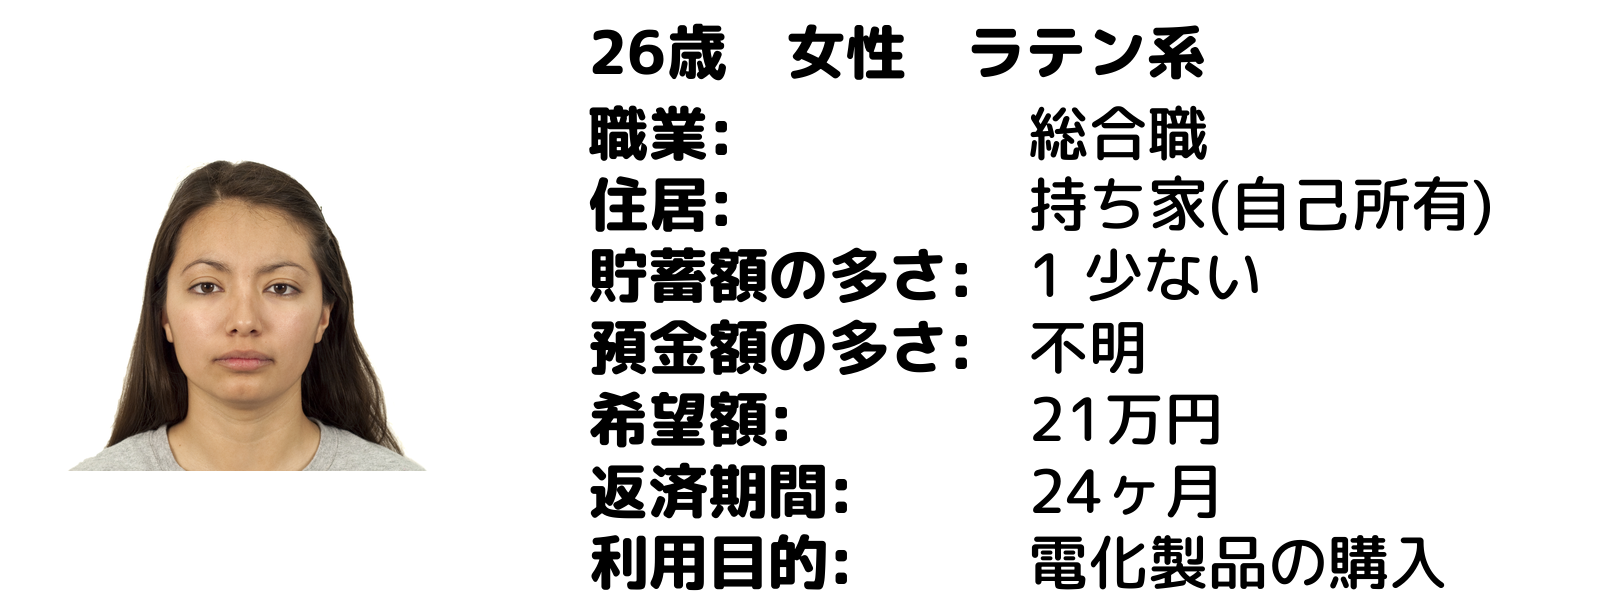 26歳　女性　ラテン系
職業: 総合職
住居: 持ち家(自己所有)
貯蓄額の多さ: 1 少ない
預金額の多さ: 不明
希望額: 21万円
返済期間: 24ヶ月
利用目的: 電化製品の購入